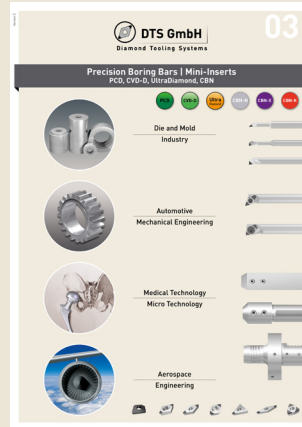 03
DTS GmbH
Diamond Tooling Systems
Precision Boring Bars | Mini-Inserts
PCD, CVD-D, UltraDiamond, CBN
PCD
CVD-D
Ultra
CBN-N
CBN-X
CBN-K
Die and Mold
Industry
Automotive
Mechanical Engineering
Medical Technology
Micro Technology
Aerospace
Engineering